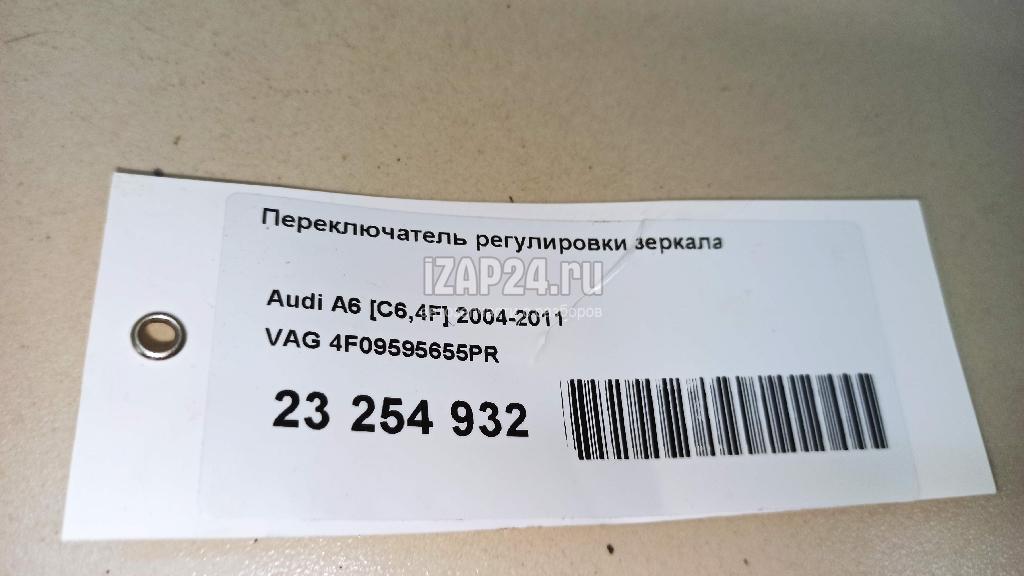 Переключатель регулировки зеркала
iZAP24.ru
Audi A6 [C6,4F] 2004-2011
VAG 4F09595655PR
23 254 932